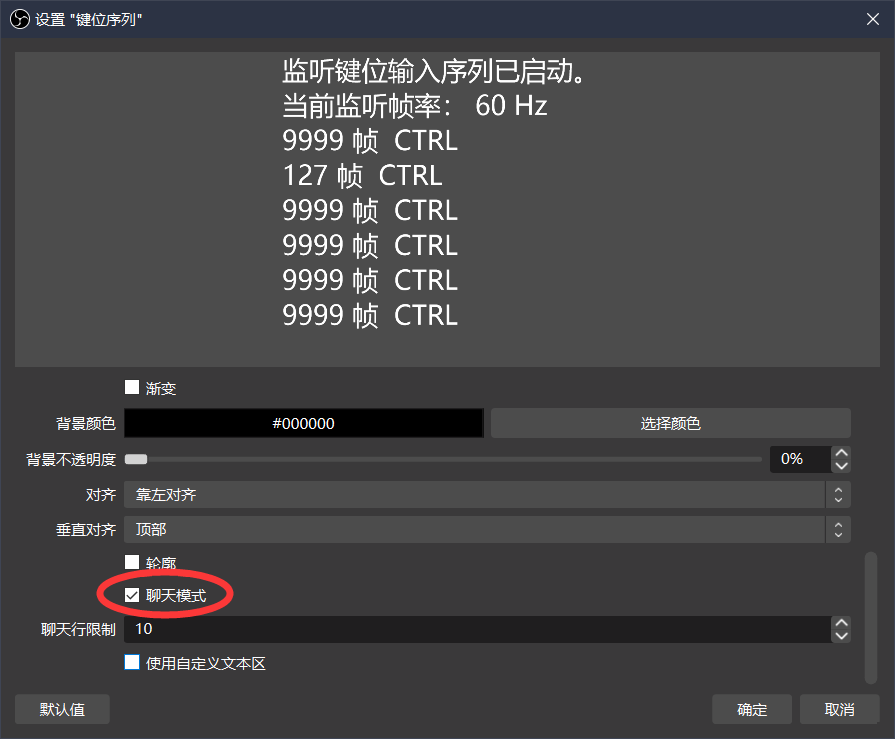 设置 "键位序列"
监听键位输入序列已启动。
当前监听帧率： 60 Hz
9999 帧 CTRL
127 帧 CTRL
9999 帧 CTRL
9999 帧 CTRL
9999 帧 CTRL
9999 帧 CTRL
渐变
背景颜色 #000000 选择颜色
背景不透明度 0%
对齐 靠左对齐
垂直对齐 顶部
轮廓
聊天模式
聊天行限制 10
使用自定义文本区
默认值 确定 取消